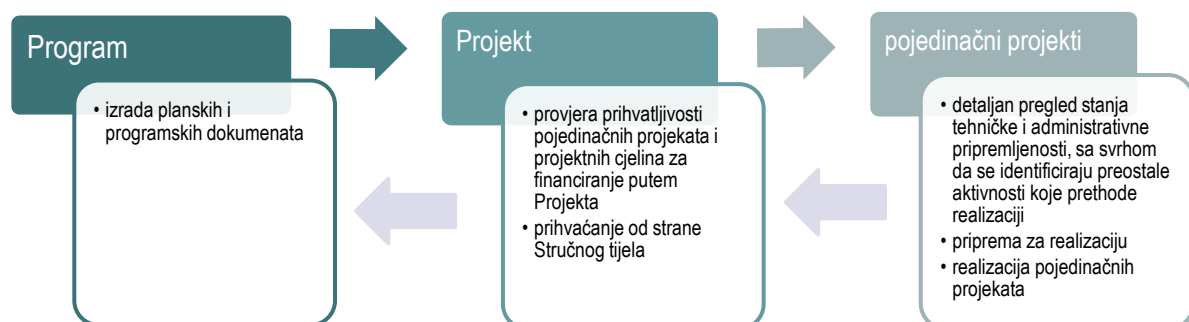 Program
• izrada planskih i
programskih dokumenata
Projekt
• provjera prihvatljivosti
pojedinačnih projekata i
projektnih cjelina za
financiranje putem
Projekta
• prihvaćanje od strane
Stručnog tijela
pojedinačni projekti
• detaljan pregled stanja
tehničke i administrativne
pripremljenosti, sa svrhom
da se identificiraju preostale
aktivnosti koje prethode
realizaciji
• priprema za realizaciju
• realizacija pojedinačnih
projekata